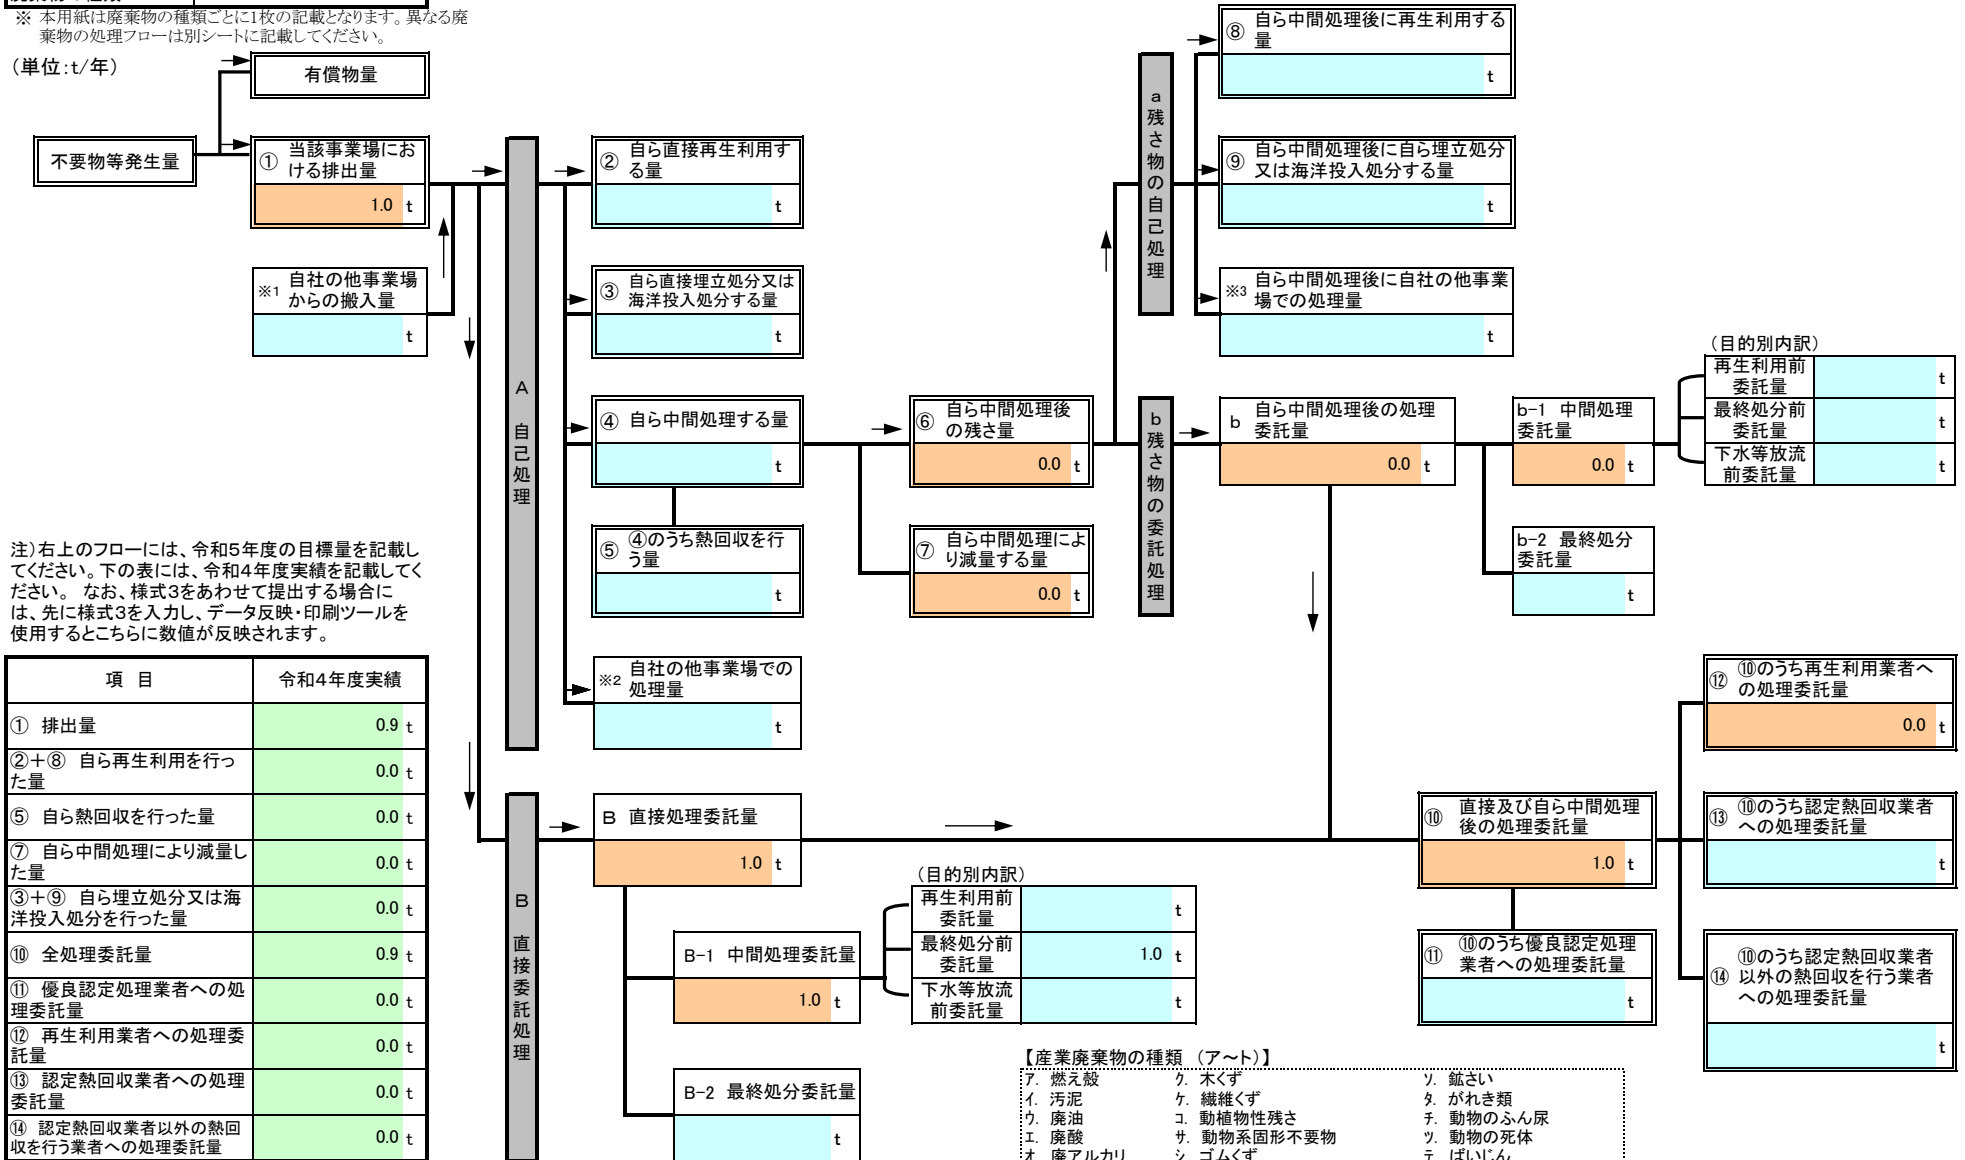 ※ 本用紙は廃棄物の種類ごとに1枚の記載となります。異なる廃
棄物の処理フローは別シートに記載してください。
（単位:t/年）
有償物量
不要物等発生量
① 当該事業場にお
ける排出量
1.0 t
※1 自社の他事業場
からの搬入量
t
A 自己処理
② 自ら直接再生利用す
る量
t
③ 自ら直接埋立処分又は
海洋投入処分する量
t
④ 自ら中間処理する量
t
⑤ ④のうち熱回収を行
う量
t
※2 自社の他事業場での
処理量
t
⑥ 自ら中間処理後
の残さ量
0.0 t
⑦ 自ら中間処理によ
り減量する量
0.0 t
a 残さ物の自己処理
⑧ 自ら中間処理後に再生利用する
量
t
⑨ 自ら中間処理後に自ら埋立処分
又は海洋投入処分する量
t
※3 自ら中間処理後に自社の他事業
場での処理量
t
b 残さ物の委託処理
b 自ら中間処理後の処理
委託量
0.0 t
b-1 中間処理
委託量
0.0 t
（目的別内訳）
再生利用前
委託量
t
最終処分前
委託量
t
下水等放流
前委託量
t
b-2 最終処分
委託量
t
注）右上のフローには、令和5年度の目標量を記載し
てください。下の表には、令和4年度実績を記載してく
ださい。 なお、様式3をあわせて提出する場合に
は、先に様式3を入力し、データ反映・印刷ツールを
使用するとこちらに数値が反映されます。
項 目 令和4年度実績
① 排出量 0.9 t
②＋⑧ 自ら再生利用を行っ
た量
0.0 t
⑤ 自ら熱回収を行った量 0.0 t
⑦ 自ら中間処理により減量し
た量
0.0 t
③＋⑨ 自ら埋立処分又は海
洋投入処分を行った量
0.0 t
⑩ 全処理委託量 0.9 t
⑪ 優良認定処理業者への処
理委託量
0.0 t
⑫ 再生利用業者への処理委
託量
0.0 t
⑬ 認定熱回収業者への処理
委託量
0.0 t
⑭ 認定熱回収業者以外の熱回
収を行う業者への処理委託量
0.0 t
B 直接委託処理
B 直接処理委託量
1.0 t
B-1 中間処理委託量
1.0 t
（目的別内訳）
再生利用前
委託量
t
最終処分前
委託量
1.0 t
下水等放流
前委託量
t
B-2 最終処分委託量
t
⑩ 直接及び自ら中間処理
後の処理委託量
1.0 t
⑪ ⑩のうち優良認定処理
業者への処理委託量
t
⑫ ⑩のうち再生利用業者へ
の処理委託量
0.0 t
⑬ ⑩のうち認定熱回収業者
への処理委託量
t
⑭ ⑩のうち認定熱回収業者
以外の熱回収を行う業者
への処理委託量
t
【産業廃棄物の種類 （ア～ト）】
ア. 燃え殻 ク. 木くず ソ. 鉱さい
イ. 汚泥 ケ. 繊維くず タ. がれき類
ウ. 廃油 コ. 動植物性残さ チ. 動物のふん尿
エ. 廃酸 サ. 動物系固形不要物 ツ. 動物の死体
オ. 廃アルカリ シ. ゴムくず テ. ばいじん